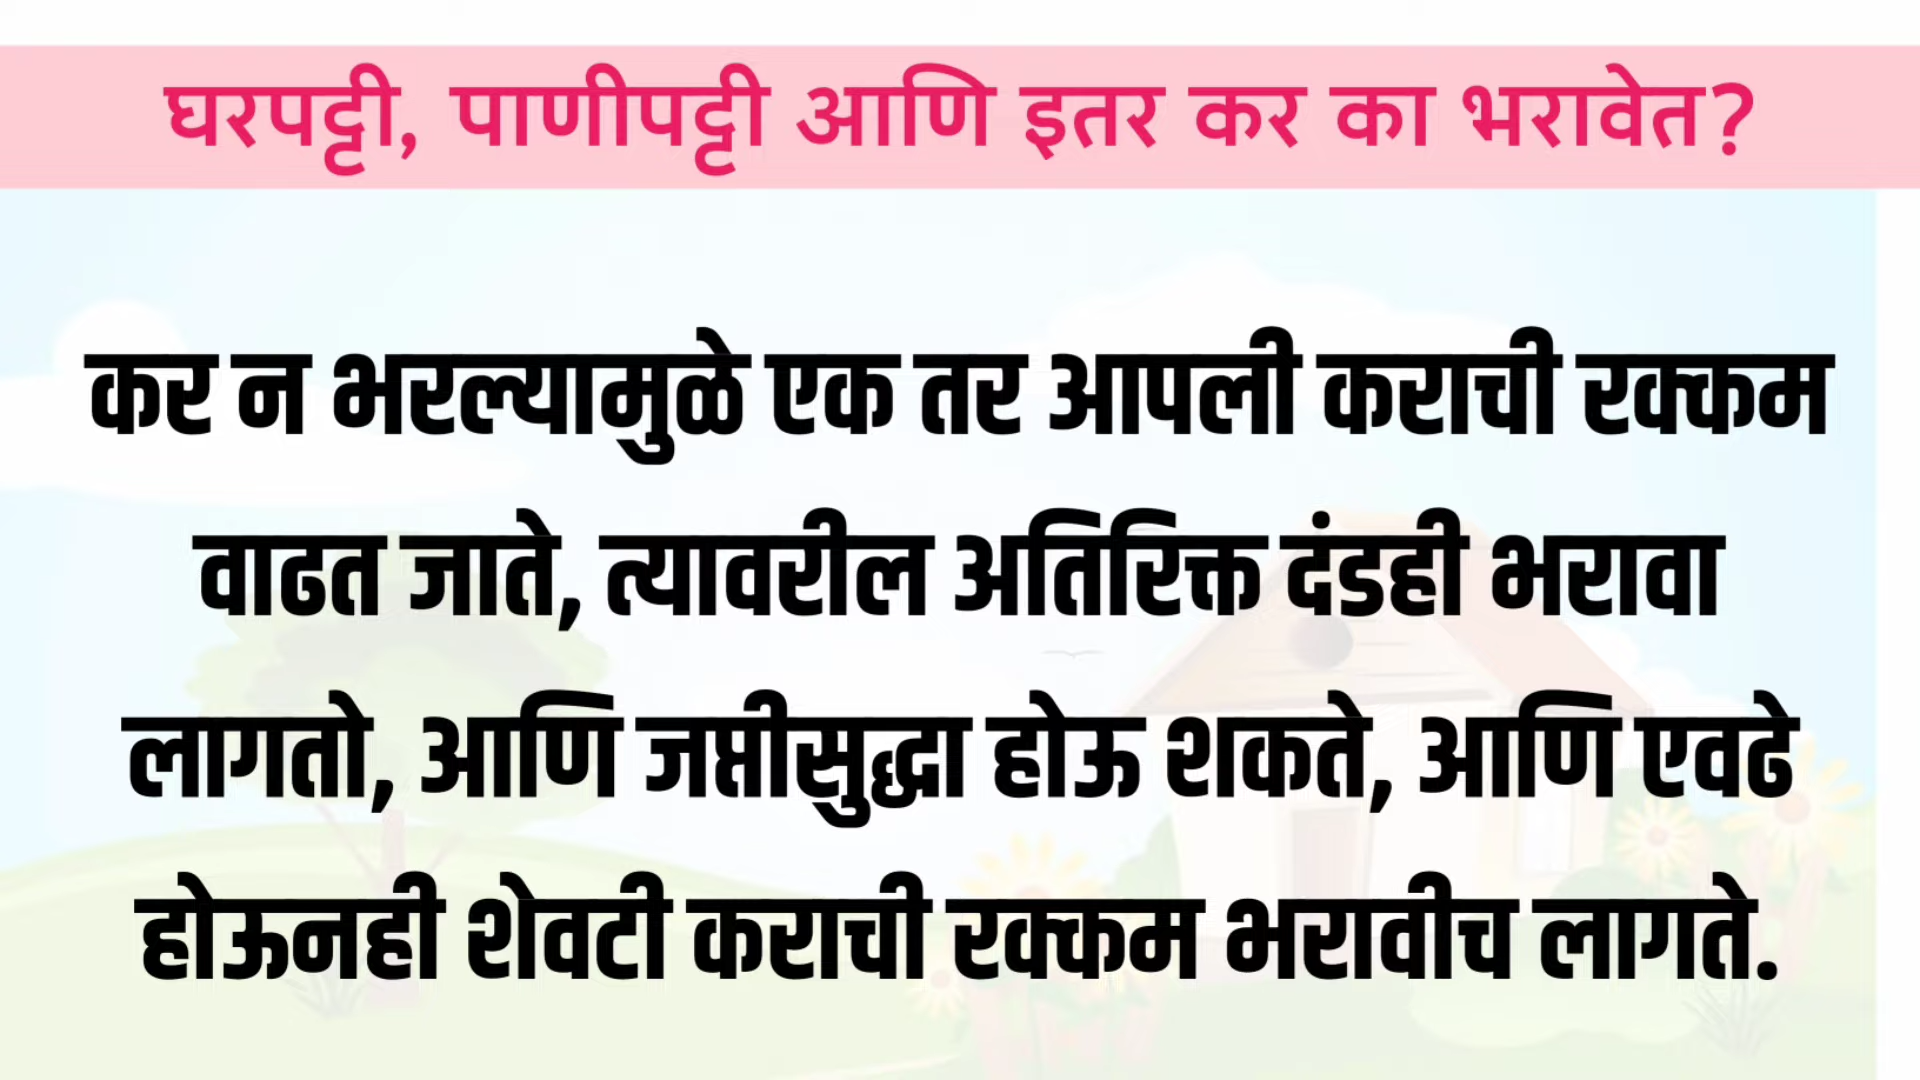 घरपट्टी, पाणीपट्टी आणि इतर कर का भरावेत?
कर न भरल्यामुळे एक तर आपली कराची रक्कम
वाढत जाते, त्यावरील अतिरिक्त दंडही भरावा
लागतो, आणि जप्तीसुद्धा होऊ शकते, आणि एवढे
होऊनही शेवटी कराची रक्कम भरावीच लागते.